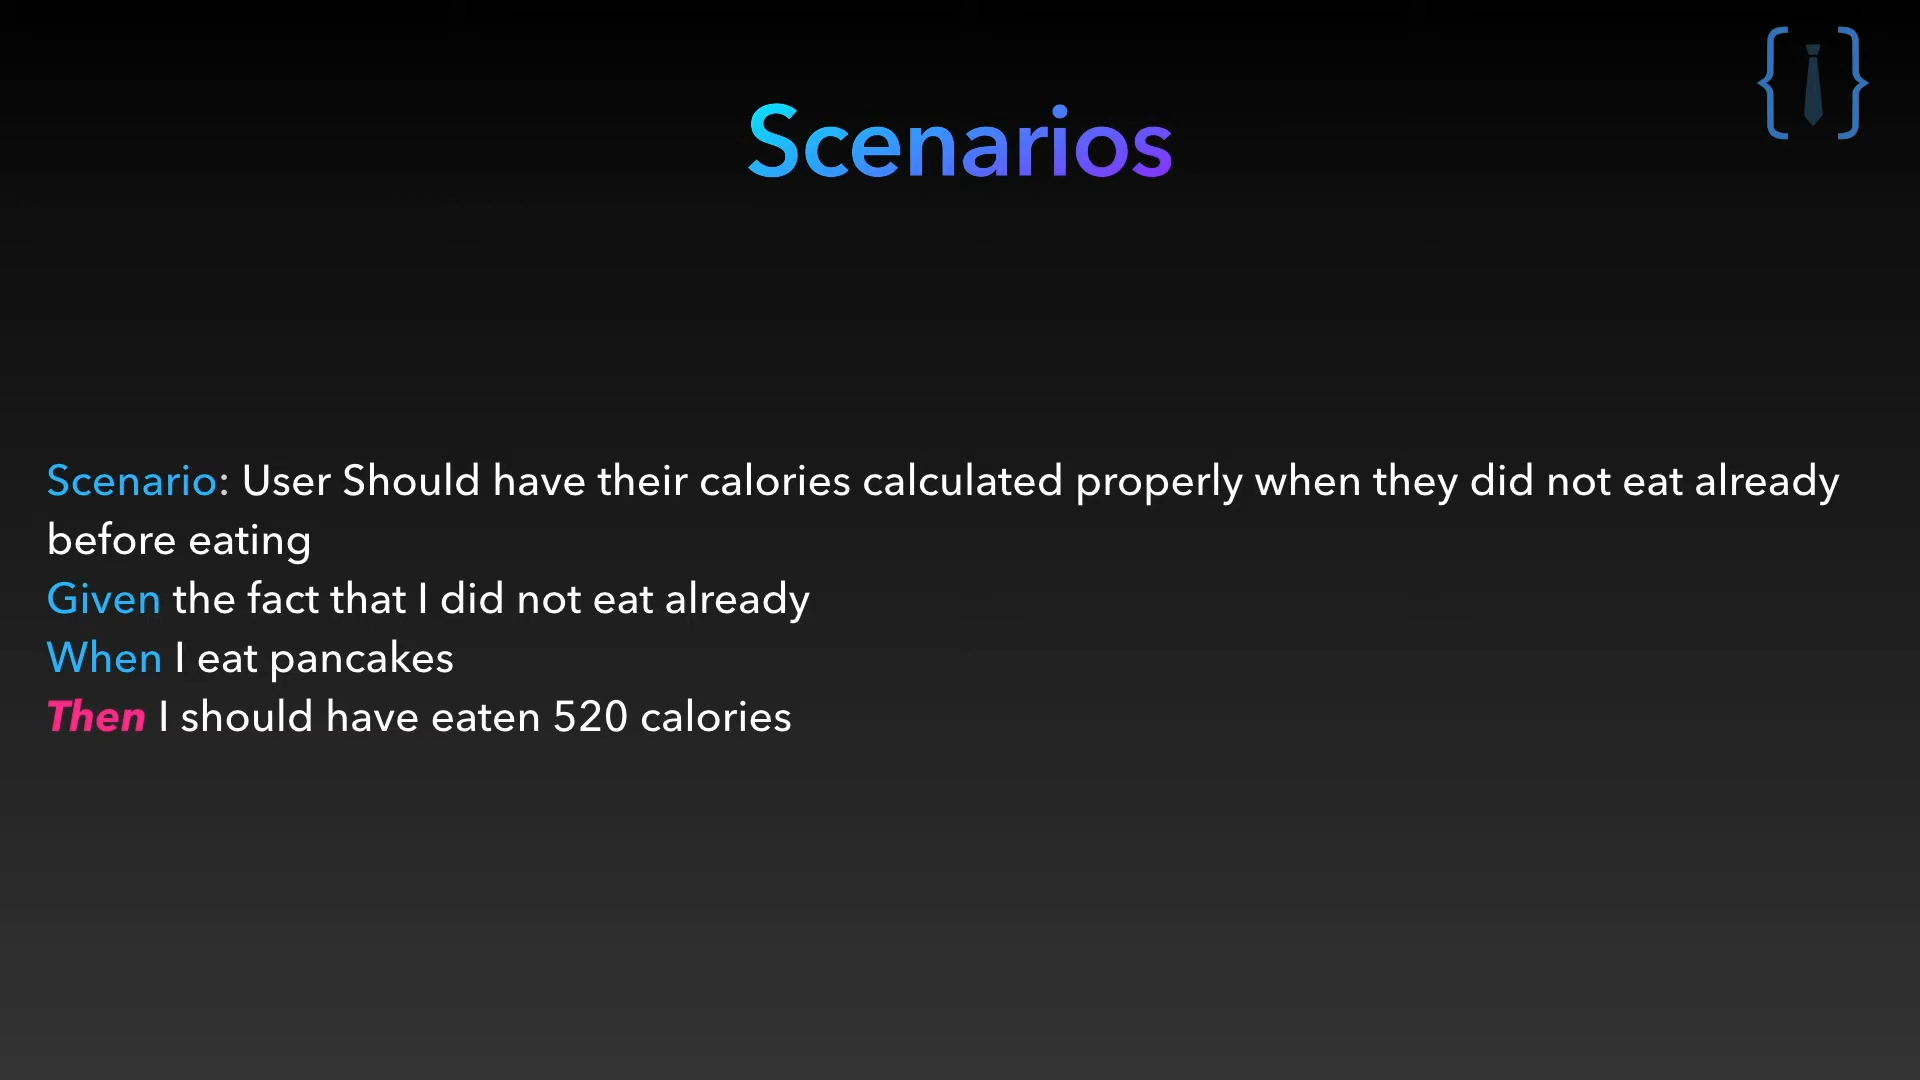 Scenarios
Scenario: User Should have their calories calculated properly when they did not eat already
before eating
Given the fact that I did not eat already
When I eat pancakes
Then I should have eaten 520 calories